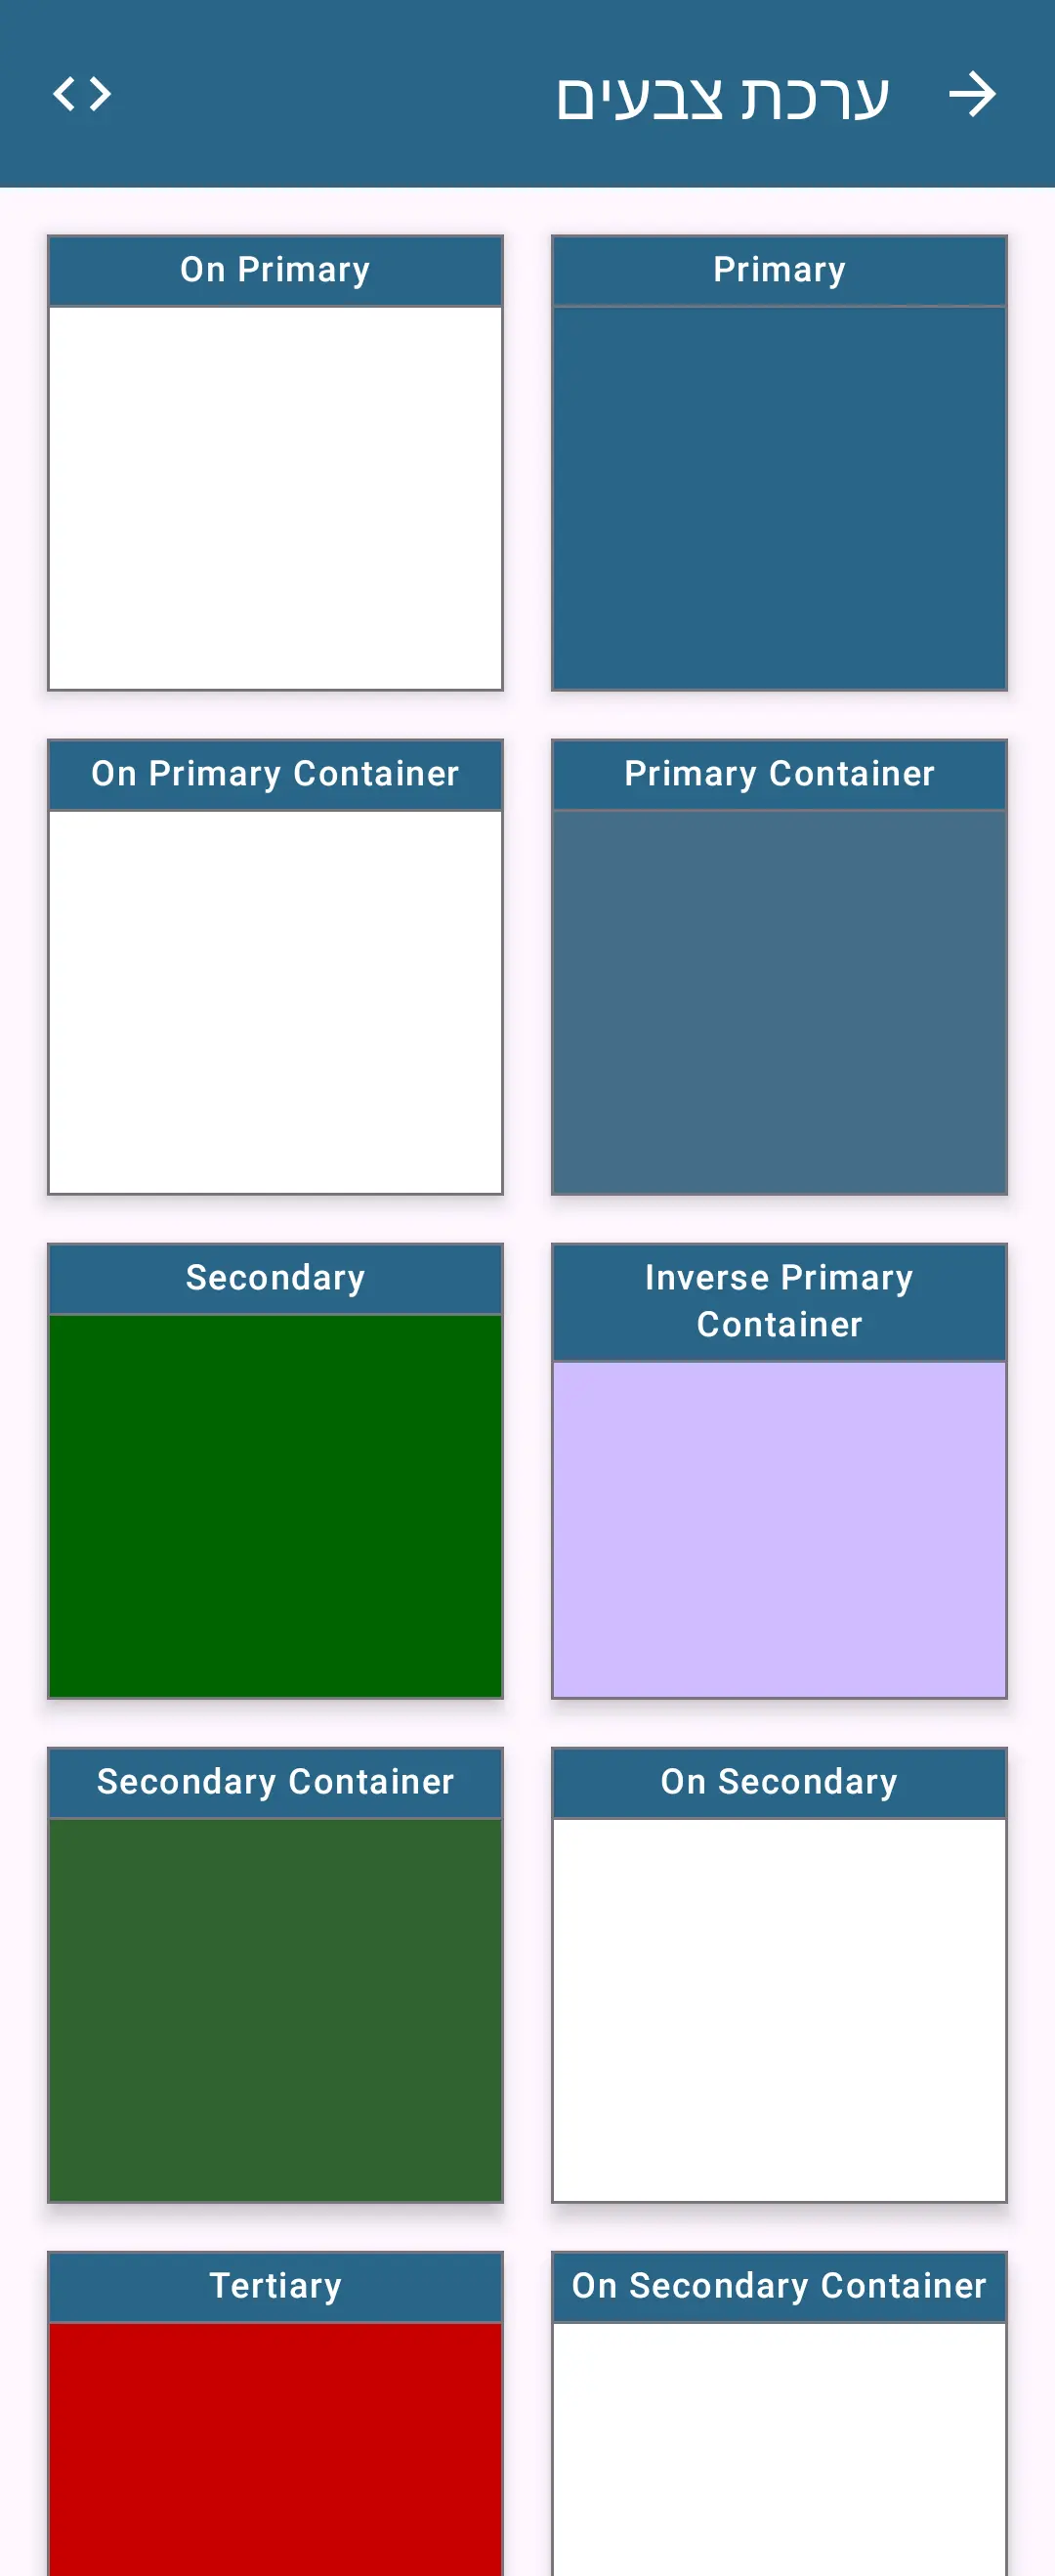 ערכת צבעים
Primary
On Primary
Primary Container
On Primary Container
Inverse Primary
Container
Secondary
On Secondary
Secondary Container
On Secondary Container
Tertiary